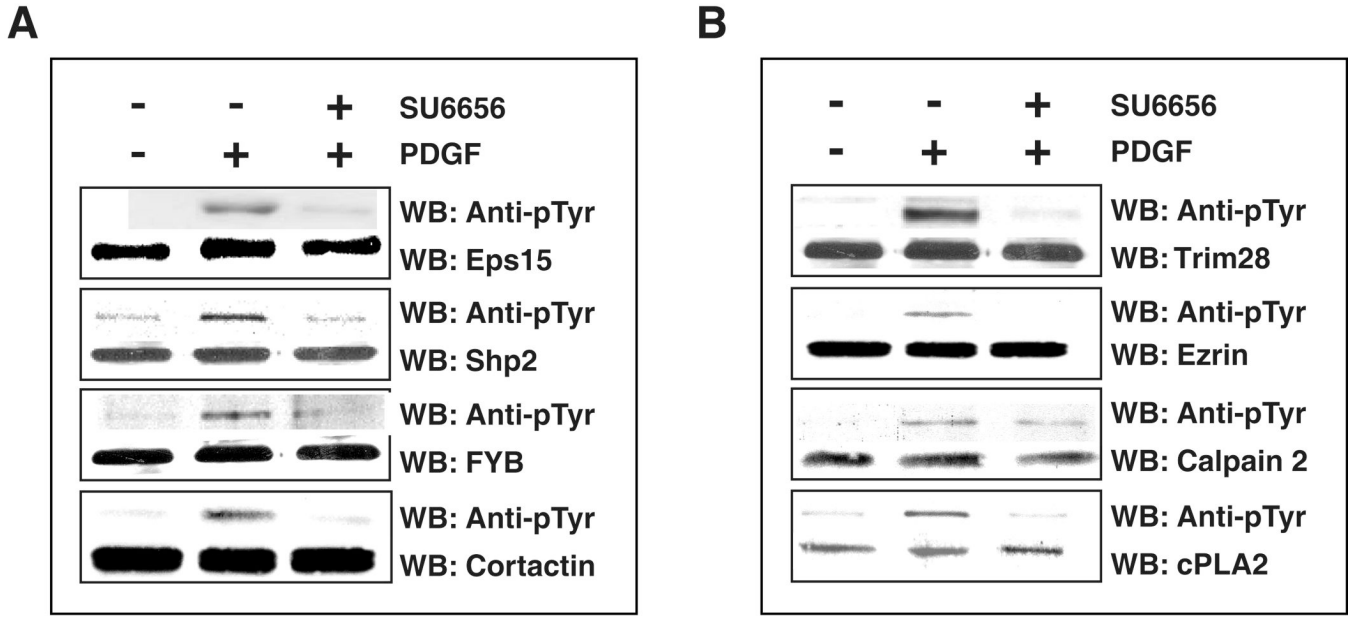 A
- - + SU6656
- + + PDGF
WB: Anti-pTyr
WB: Eps15
WB: Anti-pTyr
WB: Shp2
WB: Anti-pTyr
WB: FYB
WB: Anti-pTyr
WB: Cortactin
B
- - + SU6656
- + + PDGF
WB: Anti-pTyr
WB: Trim28
WB: Anti-pTyr
WB: Ezrin
WB: Anti-pTyr
WB: Calpain 2
WB: Anti-pTyr
WB: cPLA2